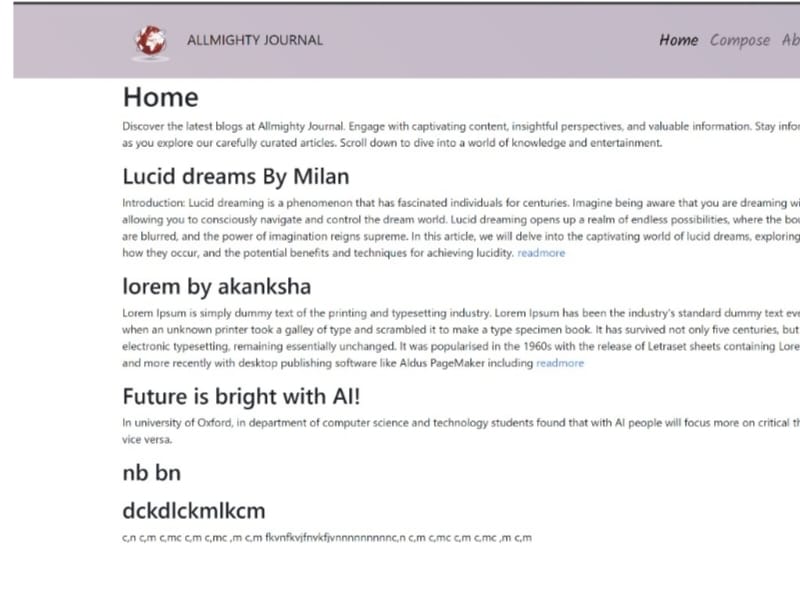 ALLMIGHTY JOURNAL
Home Compose Ab
Home
Discover the latest blogs at Allmighty Journal. Engage with captivating content, insightful perspectives, and valuable information. Stay infor
as you explore our carefully curated articles. Scroll down to dive into a world of knowledge and entertainment.
Lucid dreams By Milan
Introduction: Lucid dreaming is a phenomenon that has fascinated individuals for centuries. Imagine being aware that you are dreaming wi
allowing you to consciously navigate and control the dream world. Lucid dreaming opens up a realm of endless possibilities, where the bou
are blurred, and the power of imagination reigns supreme. In this article, we will delve into the captivating world of lucid dreams, exploring
how they occur, and the potential benefits and techniques for achieving lucidity. readmore
lorem by akanksha
Lorem Ipsum is simply dummy text of the printing and typesetting industry. Lorem Ipsum has been the industry's standard dummy text eve
when an unknown printer took a galley of type and scrambled it to make a type specimen book. It has survived not only five centuries, but
electronic typesetting, remaining essentially unchanged. It was popularised in the 1960s with the release of Letraset sheets containing Lore
and more recently with desktop publishing software like Aldus PageMaker including readmore
Future is bright with AI!
In university of Oxford, in department of computer science and technology students found that with AI people will focus more on critical th
vice versa.
nb bn
dckdlckmlkcm
c,n c,m c,mc c,m c,mc ,m c,m fkvnfkvjfnvkfjvnnnnnnnnnc,n c,m c,mc c,m c,mc ,m c,m